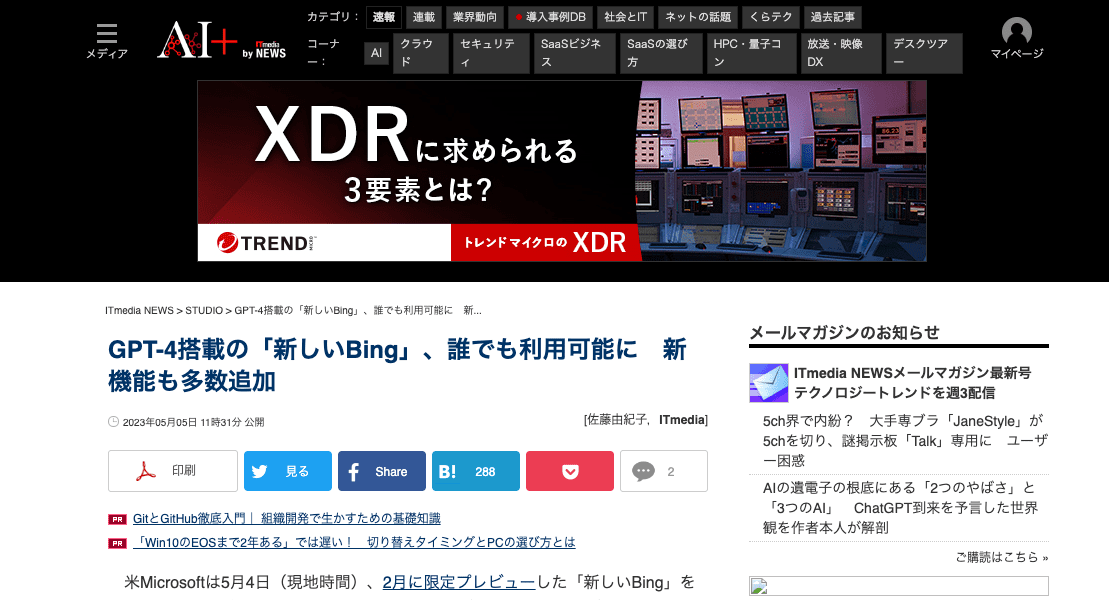 メディア
AI+
by ITmedia NEWS
カテゴリ： 速報 連載 業界動向 導入事例DB 社会とIT ネットの話題 くらテク 過去記事
コーナー： AI クラウド セキュリティ SaaSビジネス SaaSの選び方 HPC・量子コン 放送・映像DX デスクツアー
マイページ
XDRに求められる
3要素とは?
TREND MICRO
トレンドマイクロの XDR
86.23
ITmedia NEWS > STUDIO > GPT-4搭載の「新しいBing」、誰でも利用可能に　新...
GPT-4搭載の「新しいBing」、誰でも利用可能に　新
機能も多数追加
2023年05月05日 11時31分 公開
[佐藤由紀子，ITmedia]
印刷
見る
Share
B! 288
2
PR GitとGitHub徹底入門｜ 組織開発で生かすための基礎知識
PR 「Win10のEOSまで2年ある」では遅い！　切り替えタイミングとPCの選び方とは
米Microsoftは5月4日（現地時間）、2月に限定プレビューした「新しいBing」を
メールマガジンのお知らせ
ITmedia NEWSメールマガジン最新号
テクノロジートレンドを週3配信
5ch界で内紛？　大手専ブラ「JaneStyle」が
5chを切り、謎掲示板「Talk」専用に　ユーザ
ー困惑
AIの遺電子の根底にある「2つのやばさ」と
「3つのAI」　ChatGPT到来を予言した世界
観を作者本人が解剖
ご購読はこちら »